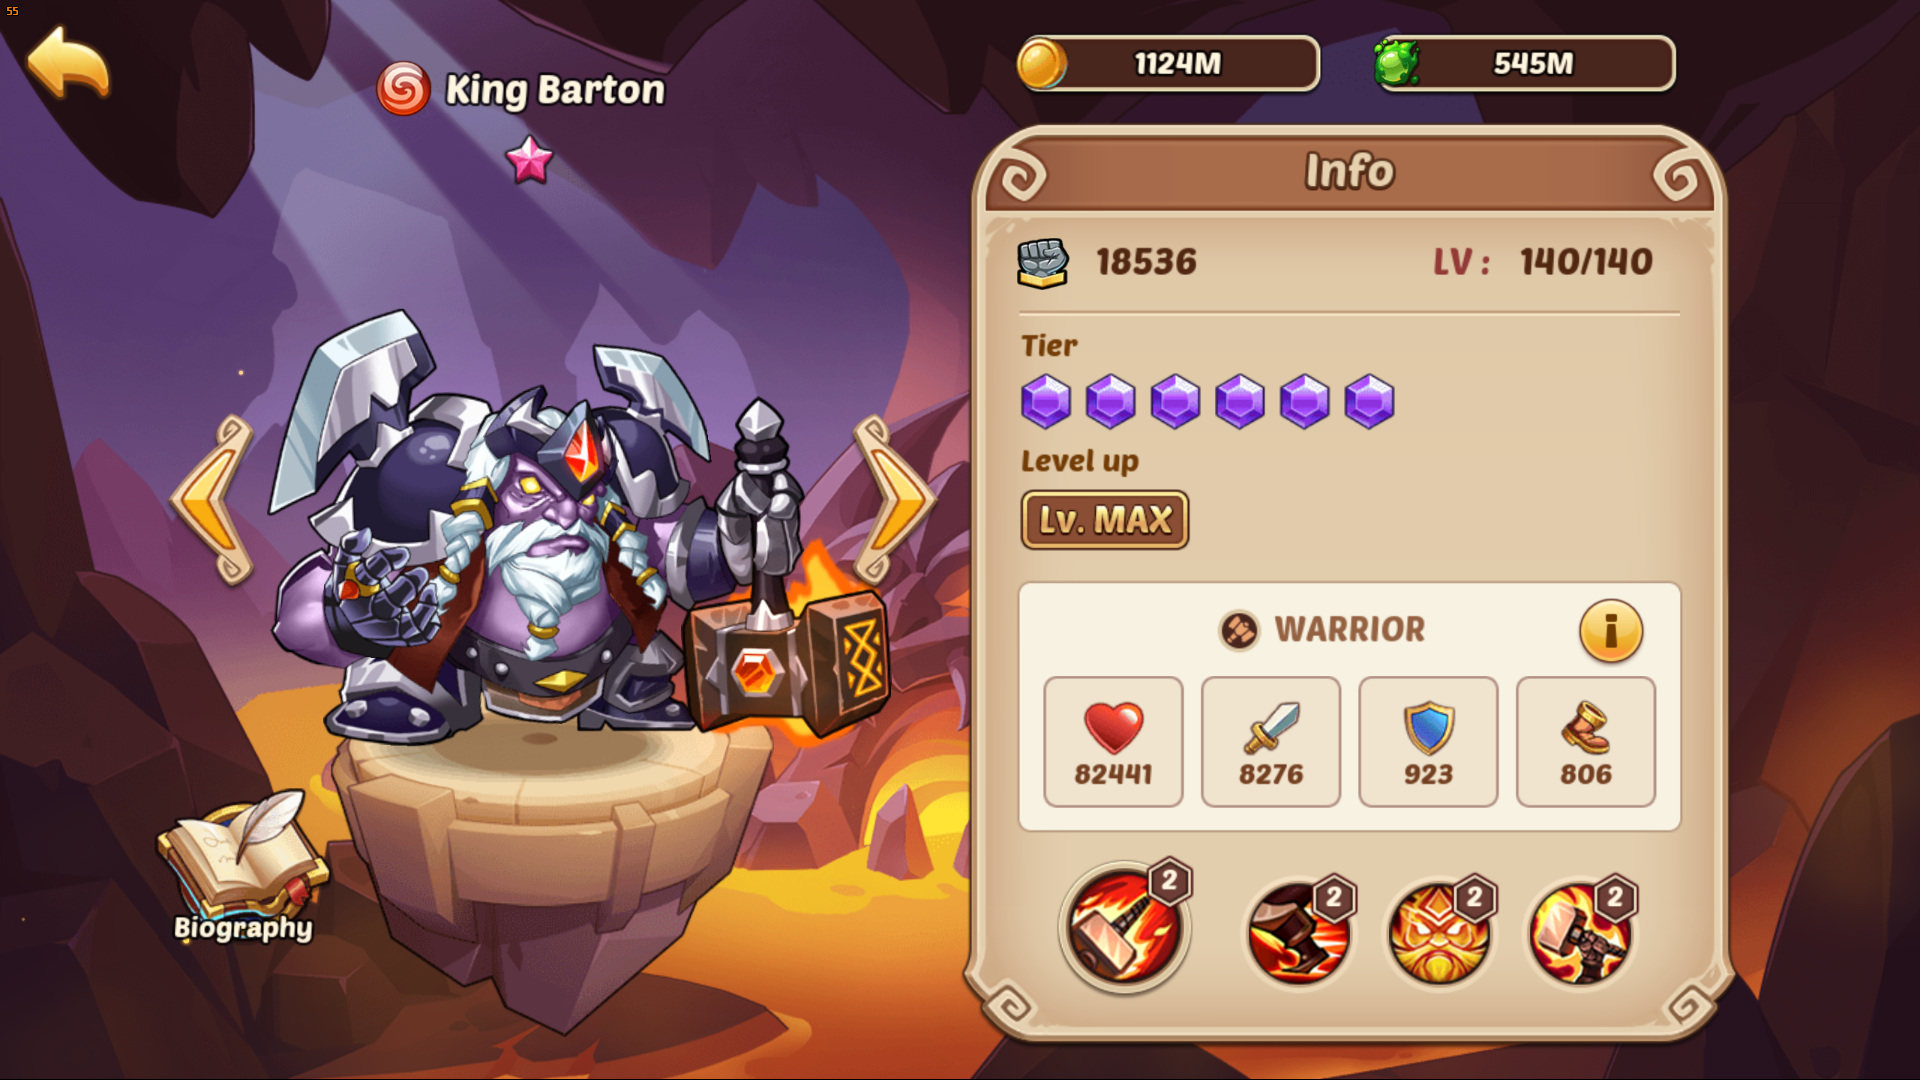 55
King Barton
1124M
545M
Info
18536
LV : 140/140
Tier
Level up
Lv. MAX
WARRIOR
82441
8276
923
806
2
2
2
2
Biography